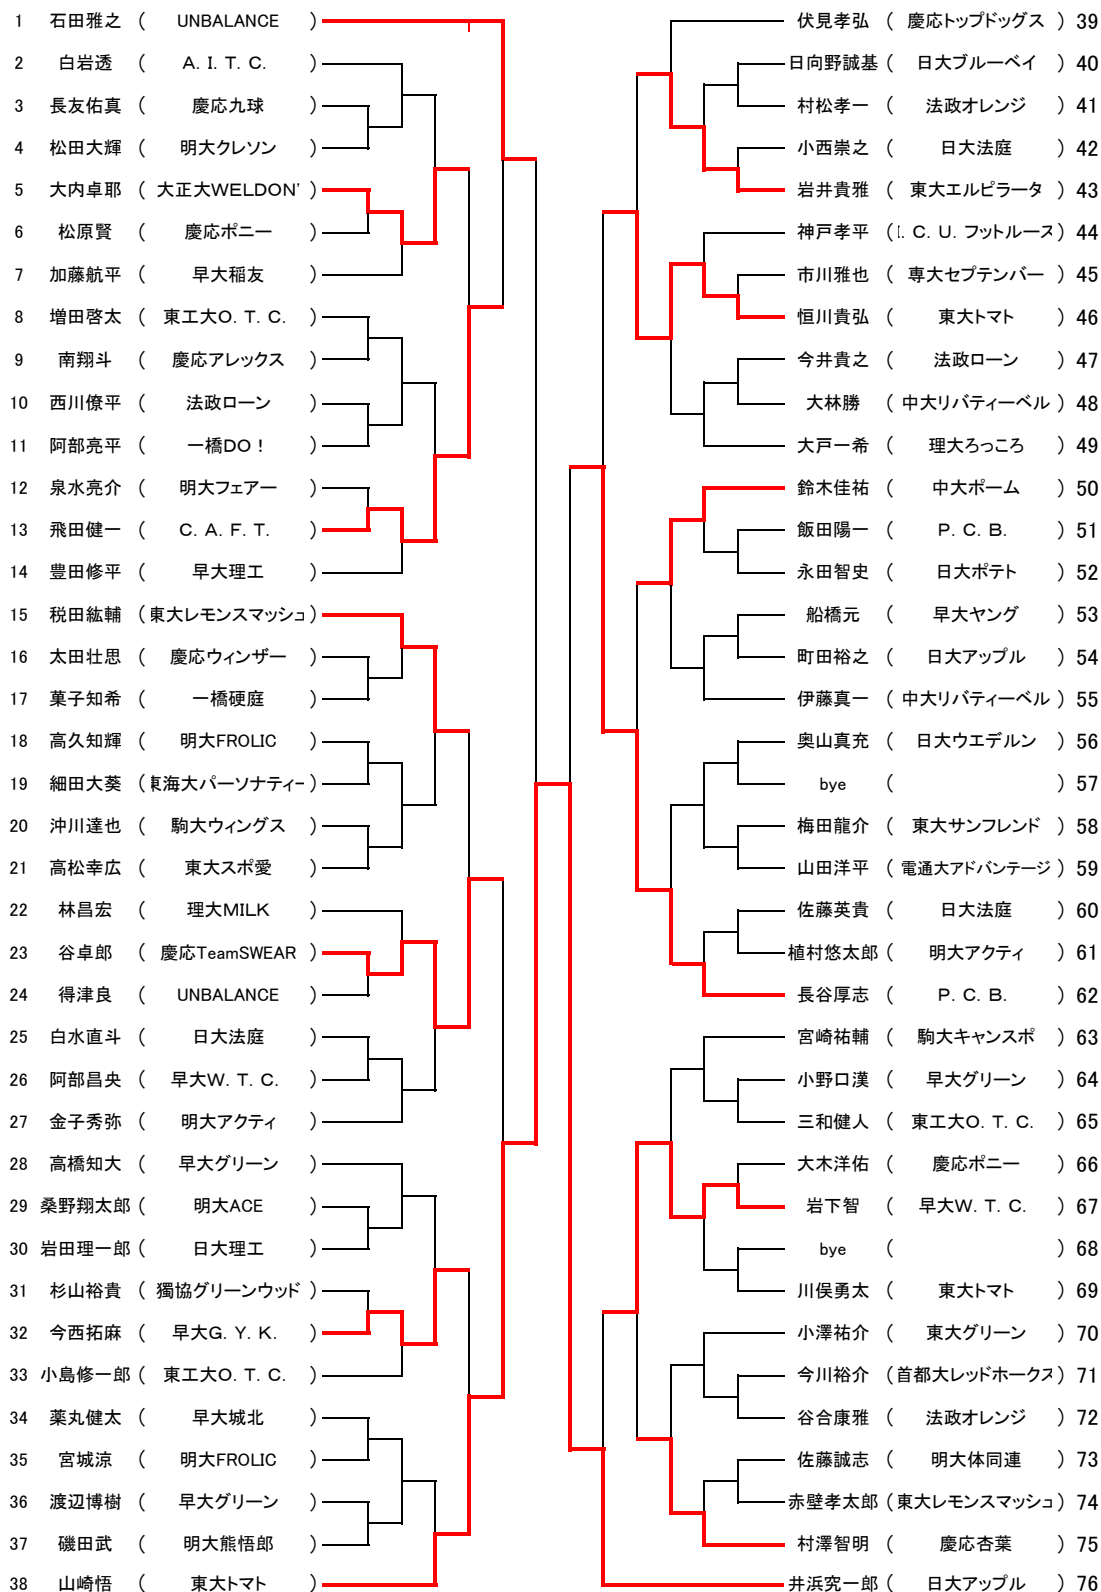 1 石田雅之 ( UNBALANCE )
2 白岩透 ( A. I. T. C. )
3 長友佑真 ( 慶応九球 )
4 松田大輝 ( 明大クレソン )
5 大内卓耶 ( 大正大WELDON'
6 松原賢 ( 慶応ポニー )
7 加藤航平 ( 早大稲友 )
8 増田啓太 ( 東工大O. T. C. )
9 南翔斗 ( 慶応アレックス )
10 西川僚平 ( 法政ローン )
11 阿部亮平 ( 一橋DO！ )
12 泉水亮介 ( 明大フェアー )
13 飛田健一 ( C. A. F. T. )
14 豊田修平 ( 早大理工 )
15 税田紘輔 ( 東大レモンスマッシュ )
16 太田壮思 ( 慶応ウィンザー )
17 菓子知希 ( 一橋硬庭 )
18 高久知輝 ( 明大FROLIC )
19 細田大葵 ( 東海大パーソナティー )
20 沖川達也 ( 駒大ウィングス )
21 高松幸広 ( 東大スポ愛 )
22 林昌宏 ( 理大MILK )
23 谷卓郎 ( 慶応TeamSWEAR )
24 得津良 ( UNBALANCE )
25 白水直斗 ( 日大法庭 )
26 阿部昌央 ( 早大W. T. C. )
27 金子秀弥 ( 明大アクティ )
28 高橋知大 ( 早大グリーン )
29 桑野翔太郎 ( 明大ACE )
30 岩田理一郎 ( 日大理工 )
31 杉山裕貴 ( 獨協グリーンウッド )
32 今西拓麻 ( 早大G. Y. K. )
33 小島修一郎 ( 東工大O. T. C. )
34 薬丸健太 ( 早大城北 )
35 宮城涼 ( 明大FROLIC )
36 渡辺博樹 ( 早大グリーン )
37 磯田武 ( 明大熊悟郎 )
38 山崎悟 ( 東大トマト )
伏見孝弘 ( 慶応トップドッグス ) 39
日向野誠基 ( 日大ブルーベイ ) 40
村松孝一 ( 法政オレンジ ) 41
小西崇之 ( 日大法庭 ) 42
岩井貴雅 ( 東大エルピラータ ) 43
神戸孝平 ( I. C. U. フットルース ) 44
市川雅也 ( 専大セプテンバー ) 45
恒川貴弘 ( 東大トマト ) 46
今井貴之 ( 法政ローン ) 47
大林勝 ( 中大リバティーベル ) 48
大戸一希 ( 理大ろっころ ) 49
鈴木佳祐 ( 中大ポーム ) 50
飯田陽一 ( P. C. B. ) 51
永田智史 ( 日大ポテト ) 52
船橋元 ( 早大ヤング ) 53
町田裕之 ( 日大アップル ) 54
伊藤真一 ( 中大リバティーベル ) 55
奥山真充 ( 日大ウエデルン ) 56
bye ( ) 57
梅田龍介 ( 東大サンフレンド ) 58
山田洋平 ( 電通大アドバンテージ ) 59
佐藤英貴 ( 日大法庭 ) 60
植村悠太郎 ( 明大アクティ ) 61
長谷厚志 ( P. C. B. ) 62
宮崎祐輔 ( 駒大キャンスポ ) 63
小野口漢 ( 早大グリーン ) 64
三和健人 ( 東工大O. T. C. ) 65
大木洋佑 ( 慶応ポニー ) 66
岩下智 ( 早大W. T. C. ) 67
bye ( ) 68
川俣勇太 ( 東大トマト ) 69
小澤祐介 ( 東大グリーン ) 70
今川裕介 ( 首都大レッドホークス ) 71
谷合康雅 ( 法政オレンジ ) 72
佐藤誠志 ( 明大体同連 ) 73
赤壁孝太郎 ( 東大レモンスマッシュ ) 74
村澤智明 ( 慶応杏葉 ) 75
井浜究一郎 ( 日大アップル ) 76